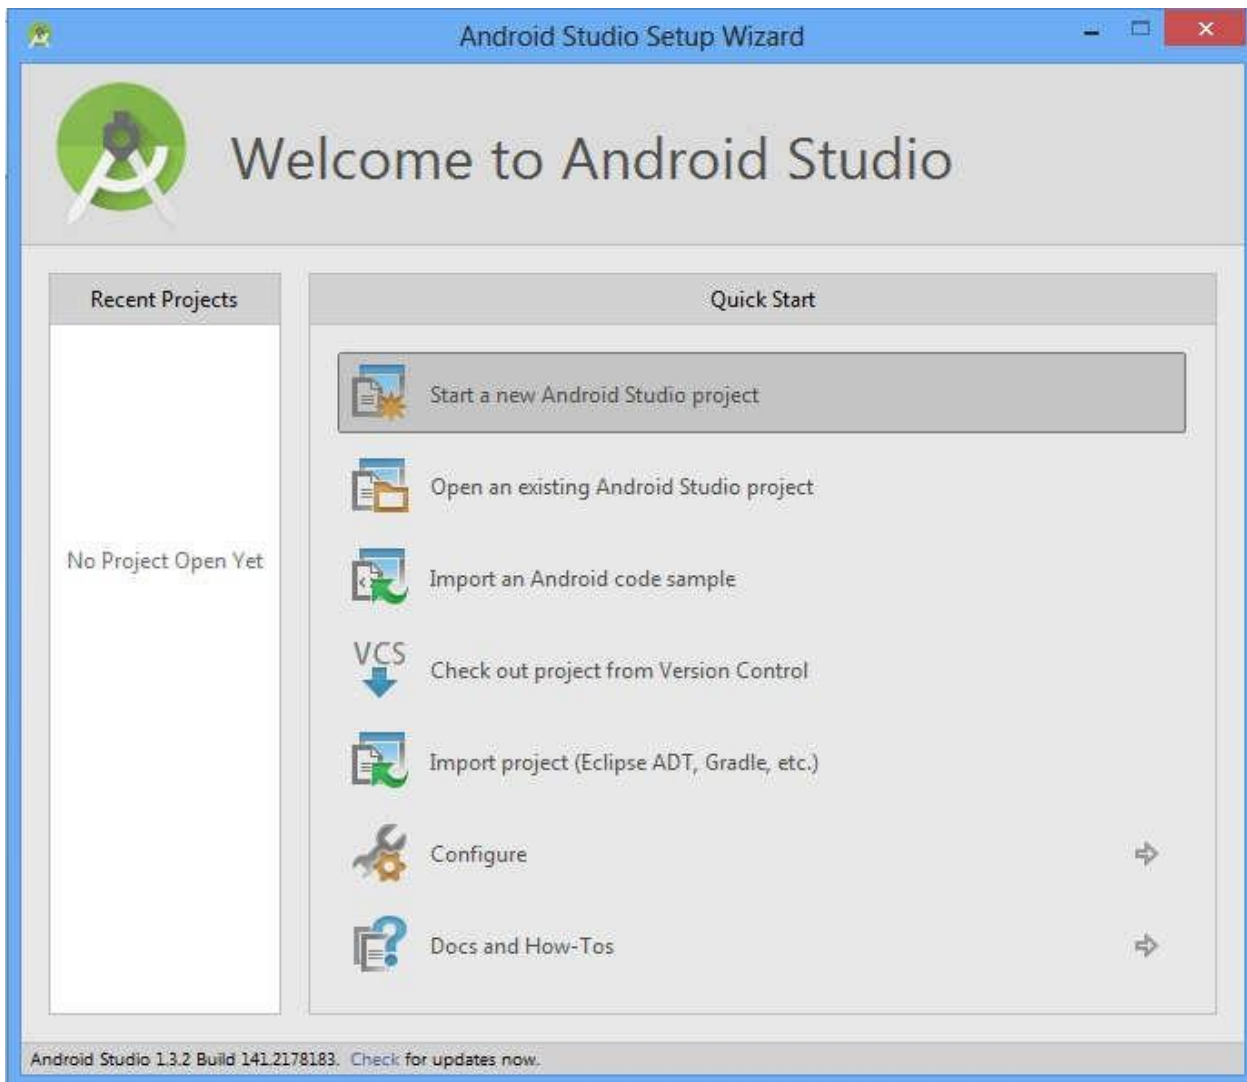 Android Studio Setup Wizard
Welcome to Android Studio
Recent Projects
No Project Open Yet
Quick Start
Start a new Android Studio project
Open an existing Android Studio project
Import an Android code sample
VCS
Check out project from Version Control
Import project (Eclipse ADT, Gradle, etc.)
Configure
Docs and How-Tos
Android Studio 1.3.2 Build 141.2178183. Check for updates now.